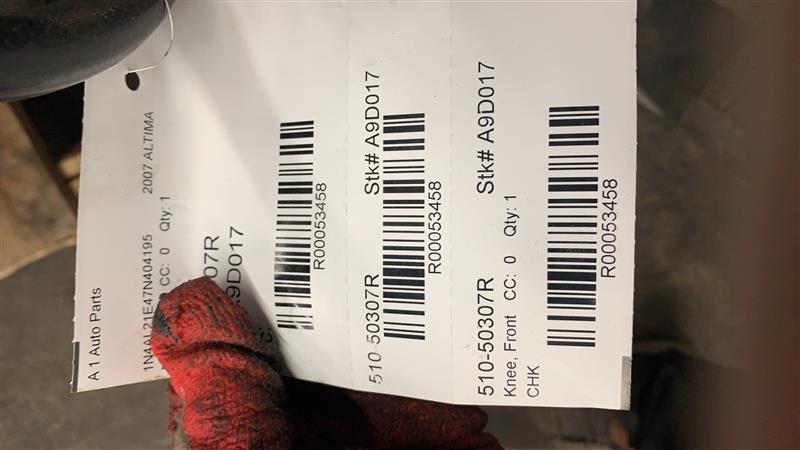 A 1 Auto Parts
1N4AL21E47N404195 2007 ALTIMA
CC: 0 Qty: 1
07R
A9D017
R00053458
510-50307R Stk# A9D017
R00053458
510-50307R Stk# A9D017
Knee, Front CC: 0 Qty: 1
CHK
R00053458